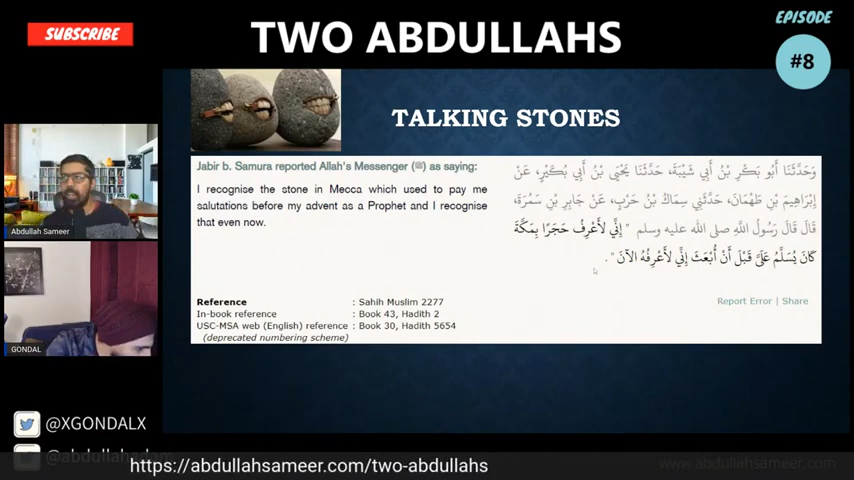 SUBSCRIBE
TWO ABDULLAHS
EPISODE
#8
TALKING STONES
Jabir b. Samura reported Allah's Messenger (ﷺ) as saying:
I recognise the stone in Mecca which used to pay me
salutations before my advent as a Prophet and I recognise
that even now.
وَحَدَّثَنَا أَبُو بَكْرِ بْنُ أَبِي شَيْبَةَ، حَدَّثَنَا يَحْيَى بْنُ أَبِي بُكَيْرٍ، عَنْ
إِبْرَاهِيمَ بْنِ طَهْمَانَ، حَدَّثَنِي سِمَاكُ بْنُ حَرْبٍ، عَنْ جَابِرِ بْنِ سَمُرَةَ،
قَالَ قَالَ رَسُولُ اللَّهِ صلى الله عليه وسلم " إِنِّي لأَعْرِفُ حَجَرًا بِمَكَّةَ
كَانَ يُسَلِّمُ عَلَىَّ قَبْلَ أَنْ أُبْعَثَ إِنِّي لأَعْرِفُهُ الآنَ " .
Reference : Sahih Muslim 2277
In-book reference : Book 43, Hadith 2
USC-MSA web (English) reference : Book 30, Hadith 5654
(deprecated numbering scheme)
Report Error | Share
Abdullah Sameer
GONDAL
@XGONDALX
https://abdullahsameer.com/two-abdullahs
www.abdullahsameer.com